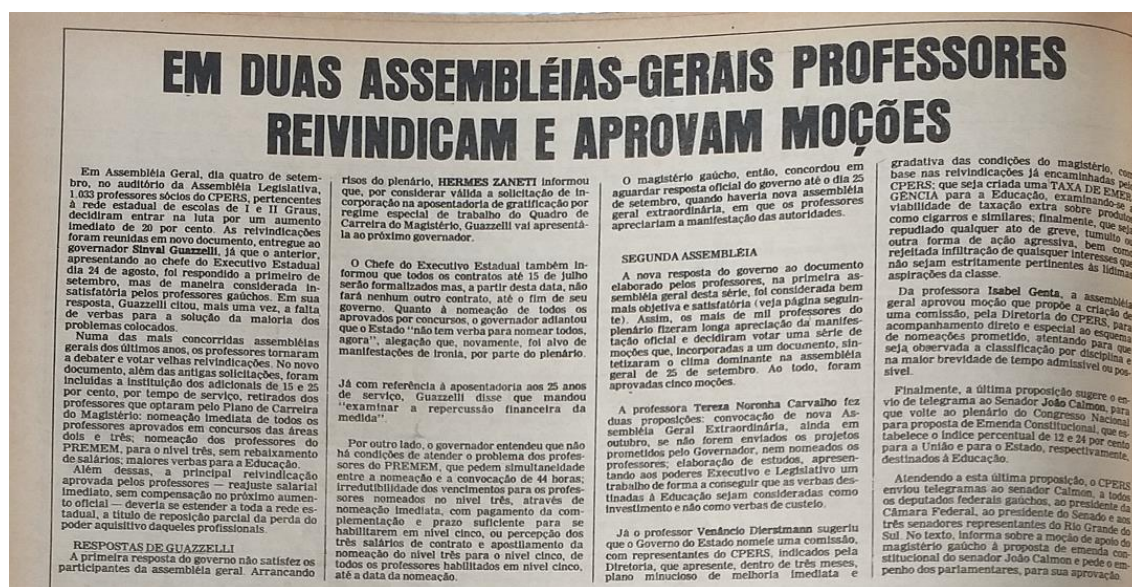 EM DUAS ASSEMBLÉIAS-GERAIS PROFESSORES
REIVINDICAM E APROVAM MOÇÕES
Em Assembléia Geral, dia quatro de setem-
bro, no auditório da Assembléia Legislativa,
1.033 professores sócios do CPERS, pertencentes
à rede estadual de escolas de I e II Graus,
decidiram entrar na luta por um aumento
imediato de 20 por cento. As reivindicações
foram reunidas em novo documento, entregue ao
governador Sinval Guazzelli, já que o anterior,
apresentando ao chefe do Executivo Estadual
dia 24 de agosto, foi respondido a primeiro de
setembro, mas de maneira considerada in-
satisfatória pelos professores gaúchos. Em sua
resposta, Guazzelli citou, mais uma vez, a falta
de verbas para a solução da maioria dos
problemas colocados.
Numa das mais concorridas assembléias
gerais dos últimos anos, os professores tornaram
a debater e votar velhas reivindicações. No novo
documento, além das antigas solicitações, foram
incluídas a instituição dos adicionais de 15 e 25
por cento, por tempo de serviço, retirados dos
professores que optaram pelo Plano de Carreira
do Magistério; nomeação imediata de todos os
professores aprovados em concursos das áreas
dois e três; nomeação dos professores do
PREMEM, para o nível três, sem rebaixamento
de salários; maiores verbas para a Educação.
Além dessas, a principal reivindicação
aprovada pelos professores — reajuste salarial
imediato, sem compensação no próximo aumen-
to oficial — deveria se estender a toda a rede es-
tadual, a título de reposição parcial da perda do
poder aquisitivo daqueles profissionais.
RESPOSTAS DE GUAZZELLI
A primeira resposta do governo não satisfez os
participantes da assembléia geral. Arrancando
risos do plenário, HERMES ZANETI informou
que, por considerar válida a solicitação de in-
corporação na aposentadoria de gratificação por
regime especial de trabalho do Quadro de
Carreira do Magistério, Guazzelli vai apresentá-
la ao próximo governador.
O Chefe do Executivo Estadual também in-
formou que todos os contratos até 15 de julho
serão formalizados mas, a partir desta data, não
fará nenhum outro contrato, até o fim de seu
governo. Quanto à nomeação de todos os
aprovados por concursos, o governador adiantou
que o Estado "não tem verba para nomear todos,
agora", alegação que, novamente, foi alvo de
manifestações de ironia, por parte do plenário.
Já com referência à aposentadoria aos 25 anos
de serviço, Guazzelli disse que mandou
"examinar a repercussão financeira da
medida"
Por outro lado, o governador entendeu que não
há condições de atender o problema dos profes-
sores do PREMEM, que pedem simultaneidade
entre a nomeação e a convocação de 44 horas;
irredutibilidade dos vencimentos para os profes-
sores nomeados no nível três, através de
nomeação imediata, com pagamento da com-
plementação e prazo suficiente para se
habilitarem em nível cinco, ou percepção dos
três salários de contrato e apostilamento da
nomeação do nível três para o nível cinco, de
todos os professores habilitados em nível cinco,
até a data da nomeação.
O magistério gaúcho, então, concordou em
aguardar resposta oficial do governo até o dia 25
de setembro, quando haveria nova assembléia
geral extraordinária, em que os professores
apreciariam a manifestação das autoridades.
SEGUNDA ASSEMBLÉIA
A nova resposta do governo ao documento
elaborado pelos professores, na primeira as-
sembléia geral desta série, foi considerada bem
mais objetiva e satisfatória (veja página seguin-
te). Assim, os mais de mil professores do
plenário fizeram longa apreciação da manifes-
tação oficial e decidiram votar uma série de
moções que, incorporadas a um documento, sin-
tetizaram o clima dominante na assembléia
geral de 25 de setembro. Ao todo, foram
aprovadas cinco moções.
A professora Tereza Noronha Carvalho fez
duas proposições: convocação de nova As-
sembléia Geral Extraordinária, ainda em
outubro, se não forem enviados os projetos
prometidos pelo Governador, nem nomeados os
professores; elaboração de estudos, apresen-
tando aos poderes Executivo e Legislativo um
trabalho de forma a conseguir que as verbas des-
tinadas à Educação sejam consideradas como
investimento e não como verbas de custeio.
Já o professor Venâncio Dierstmann sugeriu
que o Governo do Estado nomeie uma comissão,
com representantes do CPERS, indicados pela
Diretoria, que apresente, dentro de três meses,
plano minucioso de melhoria imediata e
gradativa das condições do magistério, com
base nas reivindicações já encaminhadas pelo
CPERS; que seja criada uma TAXA DE EMER
GÊNCIA para a Educação, examinando-se a
viabilidade de taxação extra sobre produtos
como cigarros e similares; finalmente, que seja
repudiado qualquer ato de greve, tumulto ou
outra forma de ação agressiva, bem como
rejeitada infiltração de quaisquer interesses que
não sejam estritamente pertinentes às lídimas
aspirações da classe.
Da professora Isabel Genta, a assembléia
geral aprovou moção que propõe a criação de
uma comissão, pela Diretoria do CPERS, para
acompanhamento direto e especial ao esquema
de nomeações prometido, atentando para que
seja observada a classificação por disciplina e
na maior brevidade de tempo admissível ou pos-
sível.
Finalmente, a última proposição sugere o en-
vio de telegrama ao Senador João Calmon, para
que volte ao plenário do Congresso Nacional
para proposta de Emenda Constitucional, que es-
tabelece o índice percentual de 12 e 24 por cento
para a União e para o Estado, respectivamente,
destinados à Educação.
Atendendo a esta última proposição, o CPERS
enviou telegramas ao senador Calmon, a todos
os deputados federais gaúchos, ao presidente da
Câmara Federal, ao presidente do Senado e aos
três senadores representantes do Rio Grande do
Sul. No texto, informa sobre a moção de apoio do
magistério gaúcho à proposta de emenda con-
stitucional do senador João Calmon e pede o em-
penho dos parlamentares, para sua aprovação